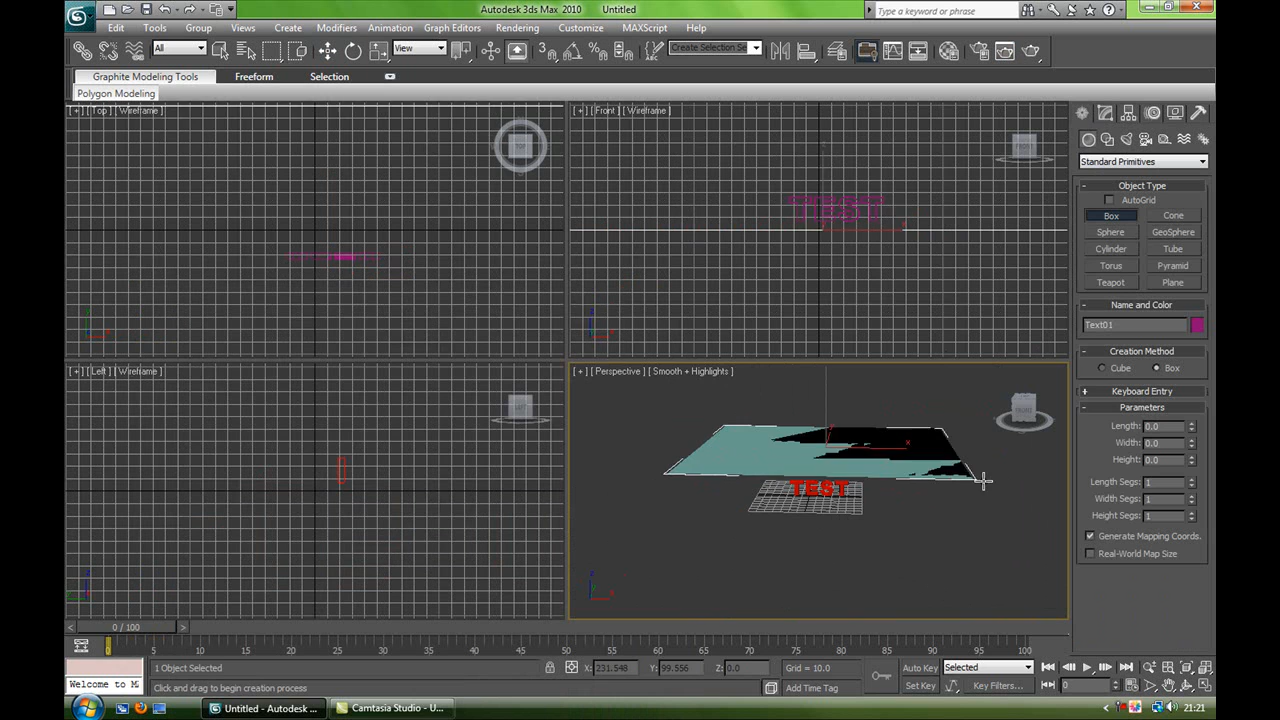 Autodesk 3ds Max 2010 Untitled
Type a keyword or phrase
Edit Tools Group Views Create Modifiers Animation Graph Editors Rendering Customize MAXScript Help
All View Create Selection Se
Graphite Modeling Tools Freeform Selection
Polygon Modeling
[ + ] [ Top ] [ Wireframe ]
[ + ] [ Front ] [ Wireframe ]
TOP
FRONT
Standard Primitives
Object Type
AutoGrid
Box Cone
Sphere GeoSphere
Cylinder Tube
Torus Pyramid
Teapot Plane
TEST
Name and Color
Text01
Creation Method
Cube Box
Keyboard Entry
Parameters
Length: 0.0
Width: 0.0
Height: 0.0
Length Segs: 1
Width Segs: 1
Height Segs: 1
Generate Mapping Coords.
Real-World Map Size
[ + ] [ Left ] [ Wireframe ]
[ + ] [ Perspective ] [ Smooth + Highlights ]
LEFT
FRONT
TEST
0 / 100
0 5 10 15 20 25 30 35 40 45 50 55 60 65 70 75 80 85 90 95 100
1 Object Selected X: 231.548 Y: 99.556 Z: 0.0 Grid = 10.0 Auto Key Selected
Welcome to M Click and drag to begin creation process Add Time Tag Set Key Key Filters... 0
Untitled - Autodesk ... Camtasia Studio - U... 21:21